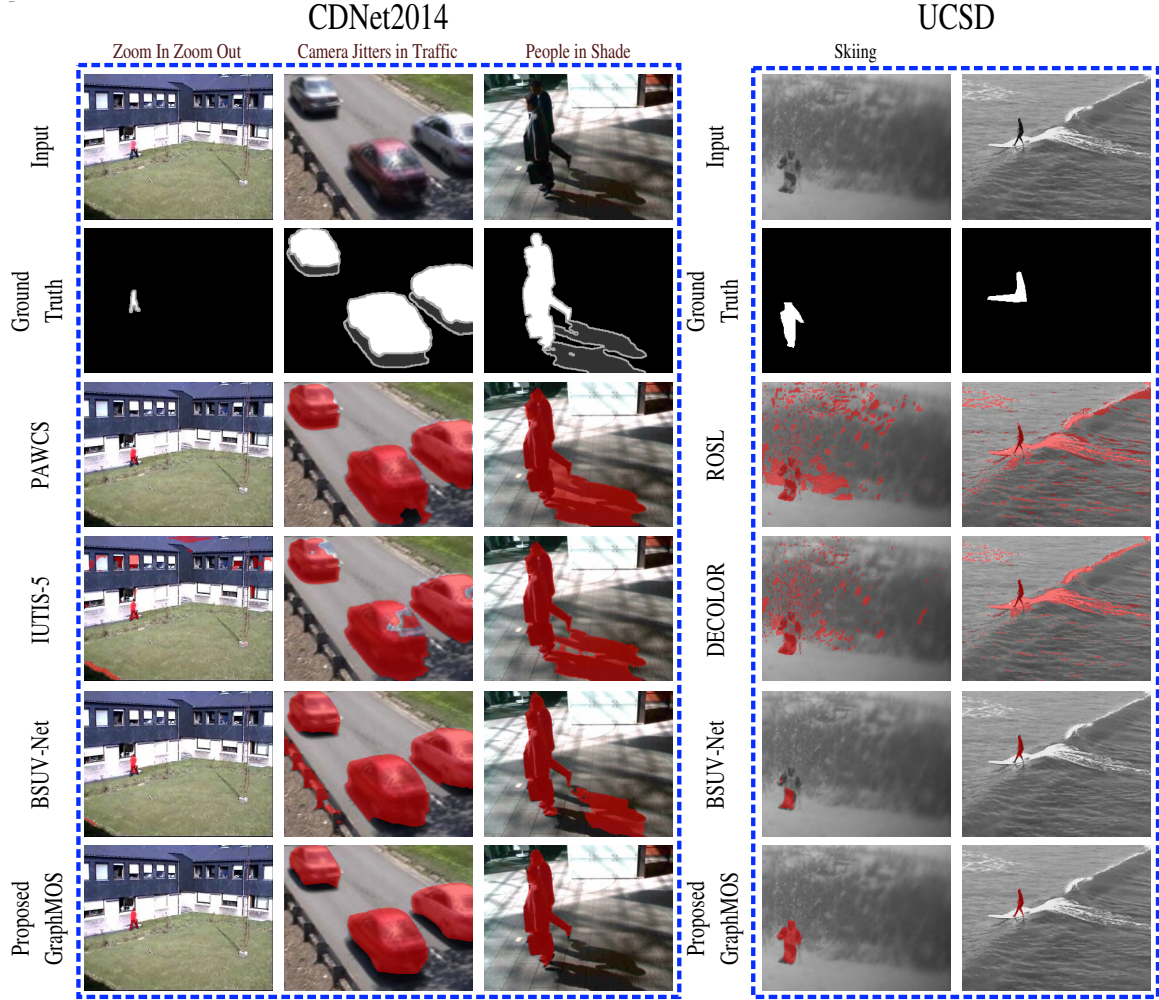 CDNet2014
UCSD
Zoom In Zoom Out
Camera Jitters in Traffic
People in Shade
Skiing
Input
Input
Ground
Truth
Ground
Truth
PAWCS
ROSL
IUTIS-5
DECOLOR
BSUV-Net
BSUV-Net
Proposed
GraphMOS
Proposed
GraphMOS